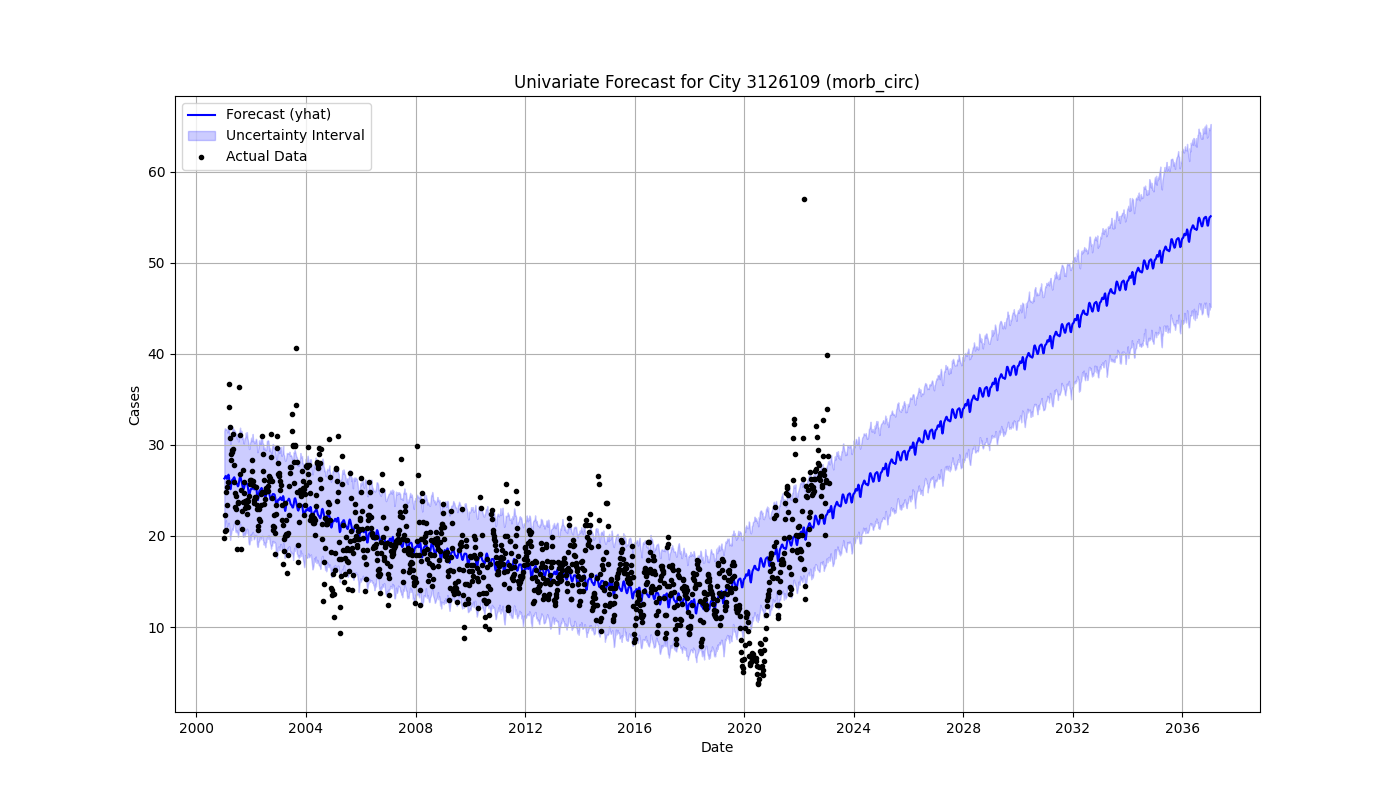 Univariate Forecast for City 3126109 (morb_circ)
Forecast (yhat)
Uncertainty Interval
Actual Data
60
50
40
30
20
10
Cases
2000 2004 2008 2012 2016 2020 2024 2028 2032 2036
Date